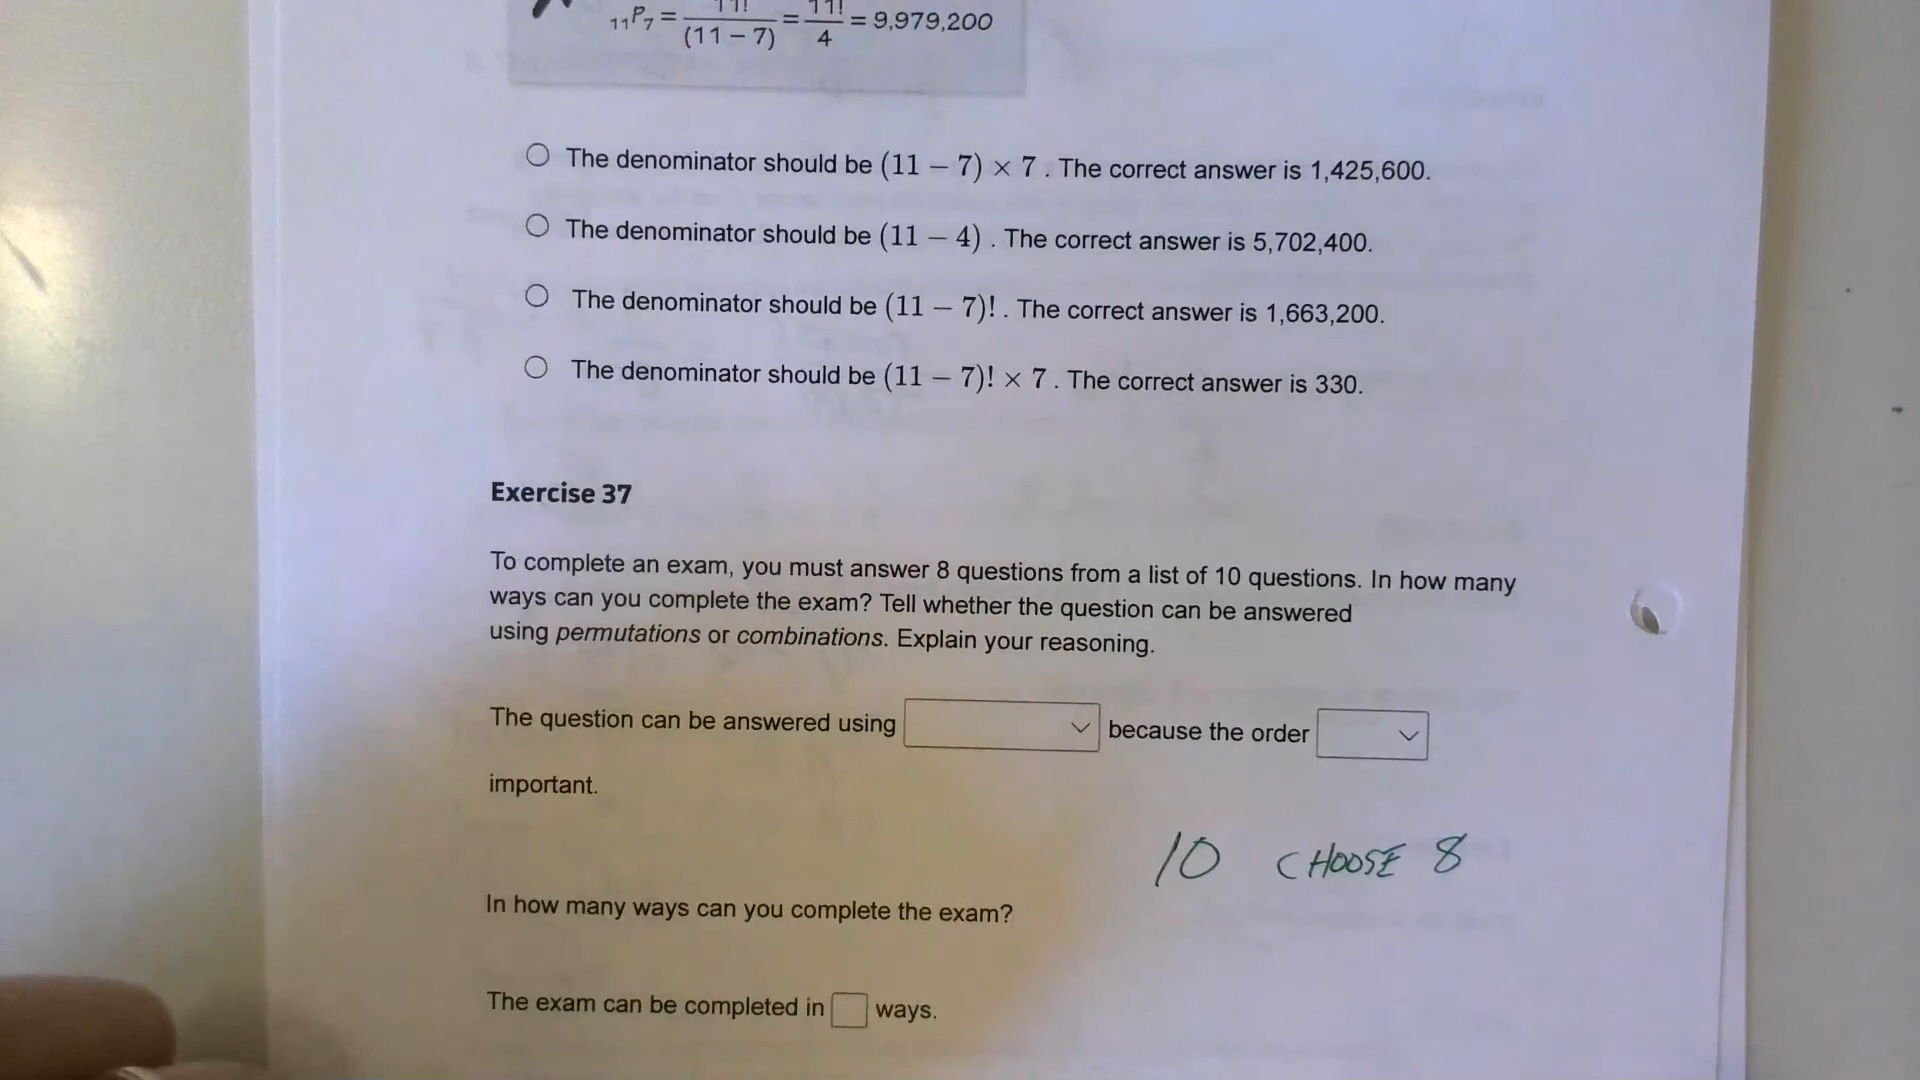 ₁₁P₇ = 11!/(11 − 7) = 11!/4 = 9,979,200
The denominator should be (11 − 7) × 7. The correct answer is 1,425,600.
The denominator should be (11 − 4). The correct answer is 5,702,400.
The denominator should be (11 − 7)!. The correct answer is 1,663,200.
The denominator should be (11 − 7)! × 7. The correct answer is 330.
Exercise 37
To complete an exam, you must answer 8 questions from a list of 10 questions. In how many
ways can you complete the exam? Tell whether the question can be answered
using permutations or combinations. Explain your reasoning.
The question can be answered using because the order
important.
10 CHOOSE 8
In how many ways can you complete the exam?
The exam can be completed in ways.